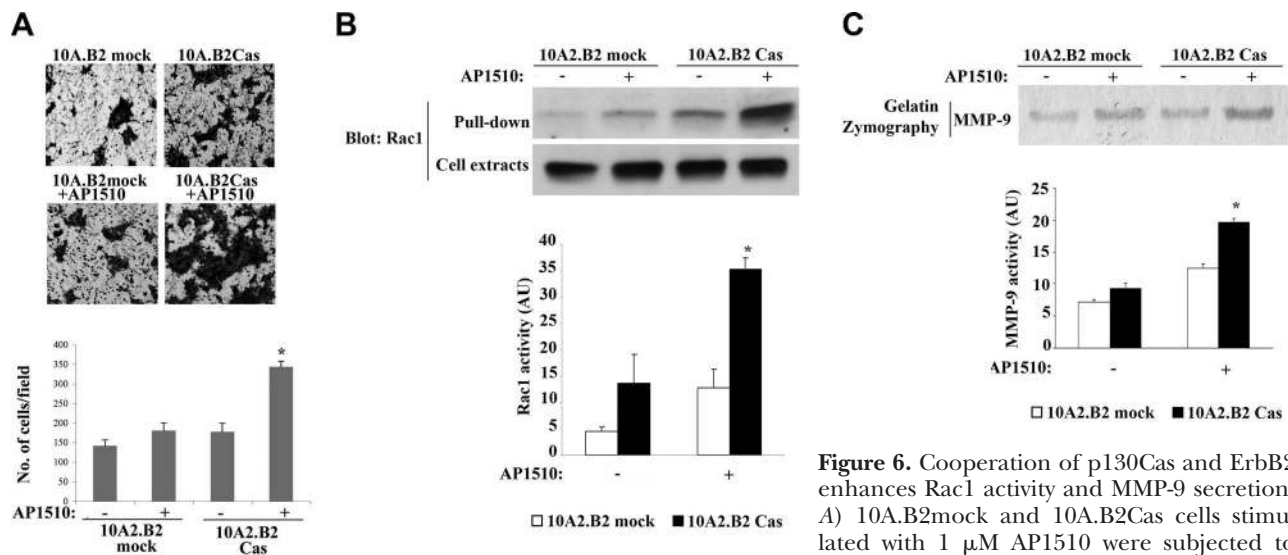 A
10A.B2 mock
10A.B2Cas
10A.B2mock
+AP1510
10A.B2Cas
+AP1510
No. of cells/field
400
350
300
250
200
150
100
50
0
*
AP1510: - + - +
10A2.B2
mock
10A2.B2
Cas
B
10A2.B2 mock 10A2.B2 Cas
AP1510: - + - +
Blot: Rac1
Pull-down
Cell extracts
Rac1 activity (AU)
40
35
30
25
20
15
10
5
0
*
AP1510: - +
10A2.B2 mock 10A2.B2 Cas
C
10A2.B2 mock 10A2.B2 Cas
AP1510: - + - +
Gelatin
Zymography
MMP-9
MMP-9 activity (AU)
25
20
15
10
5
0
*
AP1510: - +
10A2.B2 mock 10A2.B2 Cas
Figure 6. Cooperation of p130Cas and ErbB2
enhances Rac1 activity and MMP-9 secretion.
A) 10A.B2mock and 10A.B2Cas cells stimu-
lated with 1 μM AP1510 were subjected to